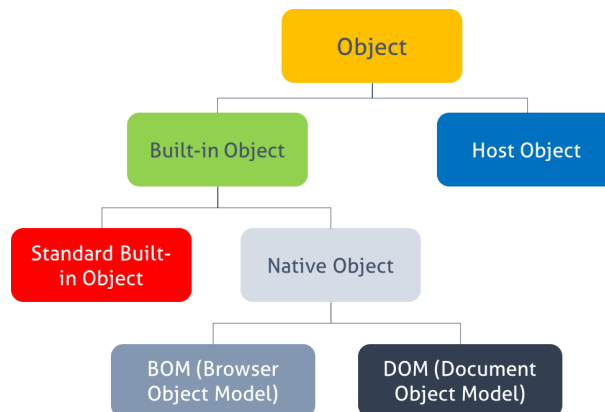 Object
Built-in Object
Host Object
Standard Built-
in Object
Native Object
BOM (Browser
Object Model)
DOM (Document
Object Model)